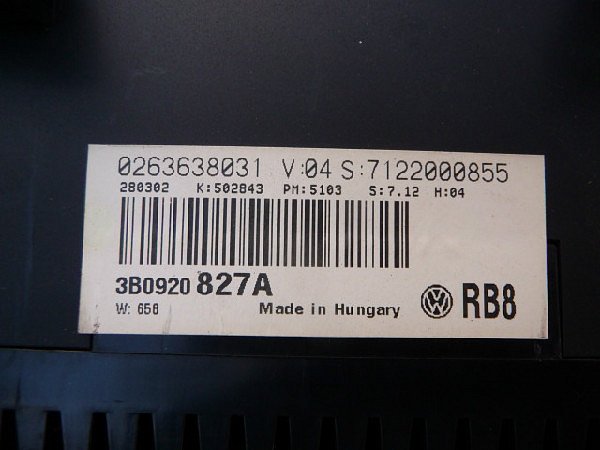 0263638031 V:04 S:7122000855
280302 K:502843 PM:5103 S:7.12 H:04
3B0920 827A
W: 656 Made in Hungary RB8